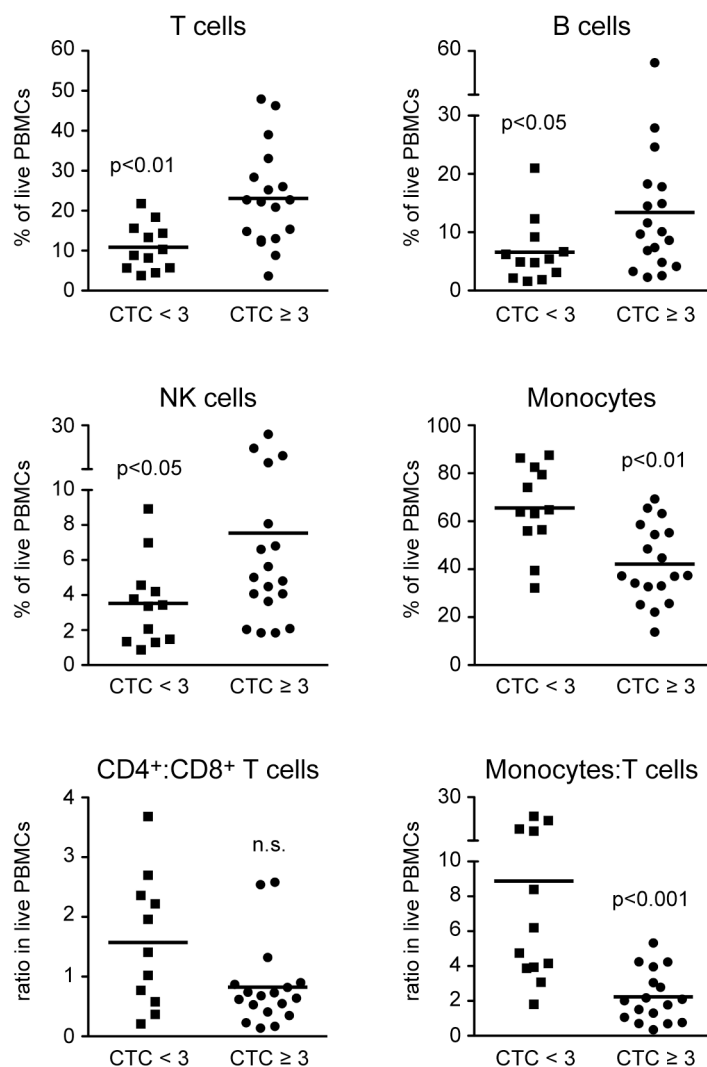 T cells
60
50
40
30
20
10
0
% of live PBMCs
p<0.01
CTC < 3 CTC ≥ 3
B cells
60
30
20
10
0
% of live PBMCs
p<0.05
CTC < 3 CTC ≥ 3
NK cells
30
10
8
6
4
2
0
% of live PBMCs
p<0.05
CTC < 3 CTC ≥ 3
Monocytes
100
80
60
40
20
0
% of live PBMCs
p<0.01
CTC < 3 CTC ≥ 3
CD4⁺:CD8⁺ T cells
4
3
2
1
0
ratio in live PBMCs
n.s.
CTC < 3 CTC ≥ 3
Monocytes:T cells
30
10
8
6
4
2
0
ratio in live PBMCs
p<0.001
CTC < 3 CTC ≥ 3